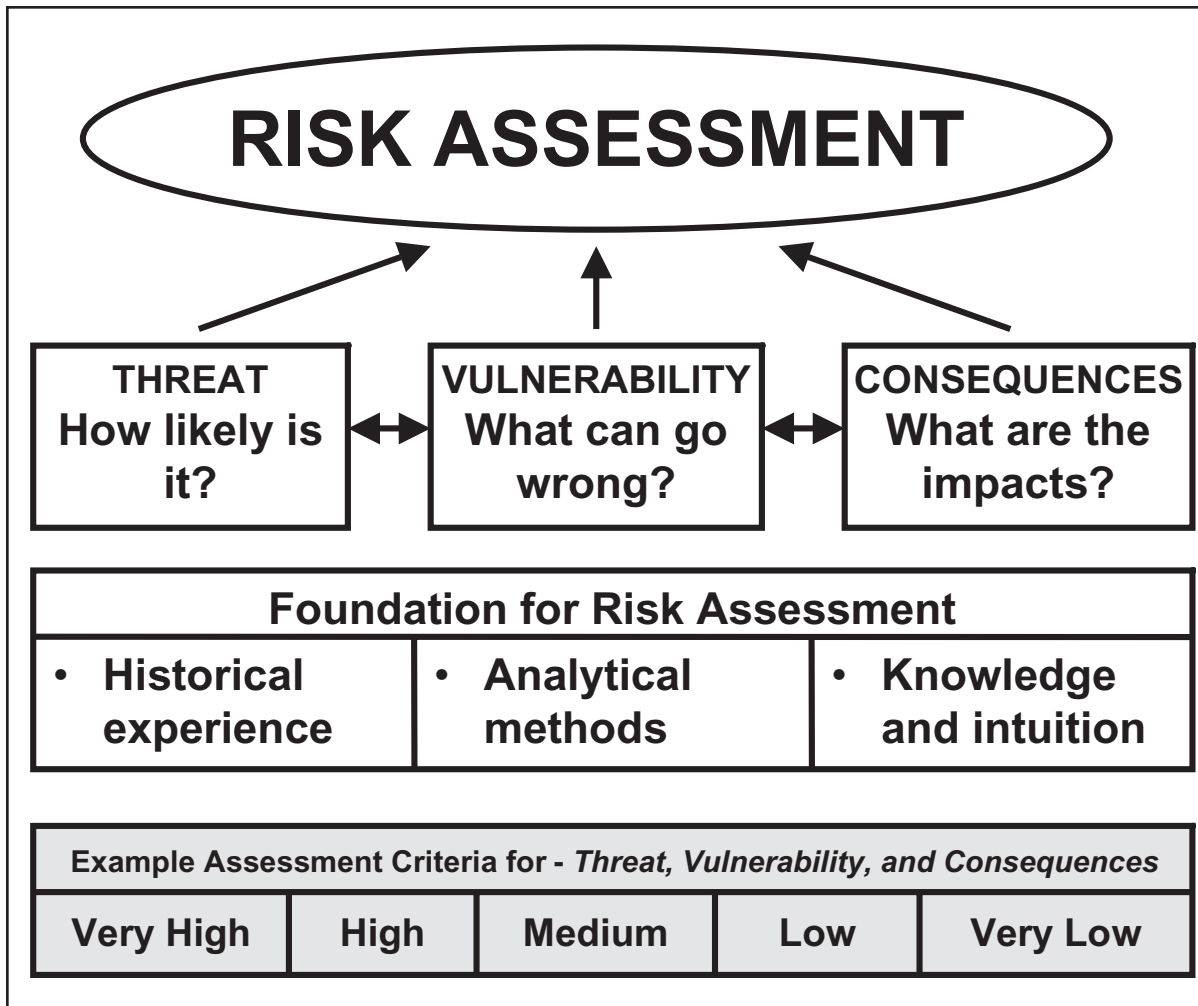 RISK ASSESSMENT
THREAT
How likely is
it?
VULNERABILITY
What can go
wrong?
CONSEQUENCES
What are the
impacts?
Foundation for Risk Assessment
• Historical
experience
• Analytical
methods
• Knowledge
and intuition
Example Assessment Criteria for - Threat, Vulnerability, and Consequences
Very High
High
Medium
Low
Very Low